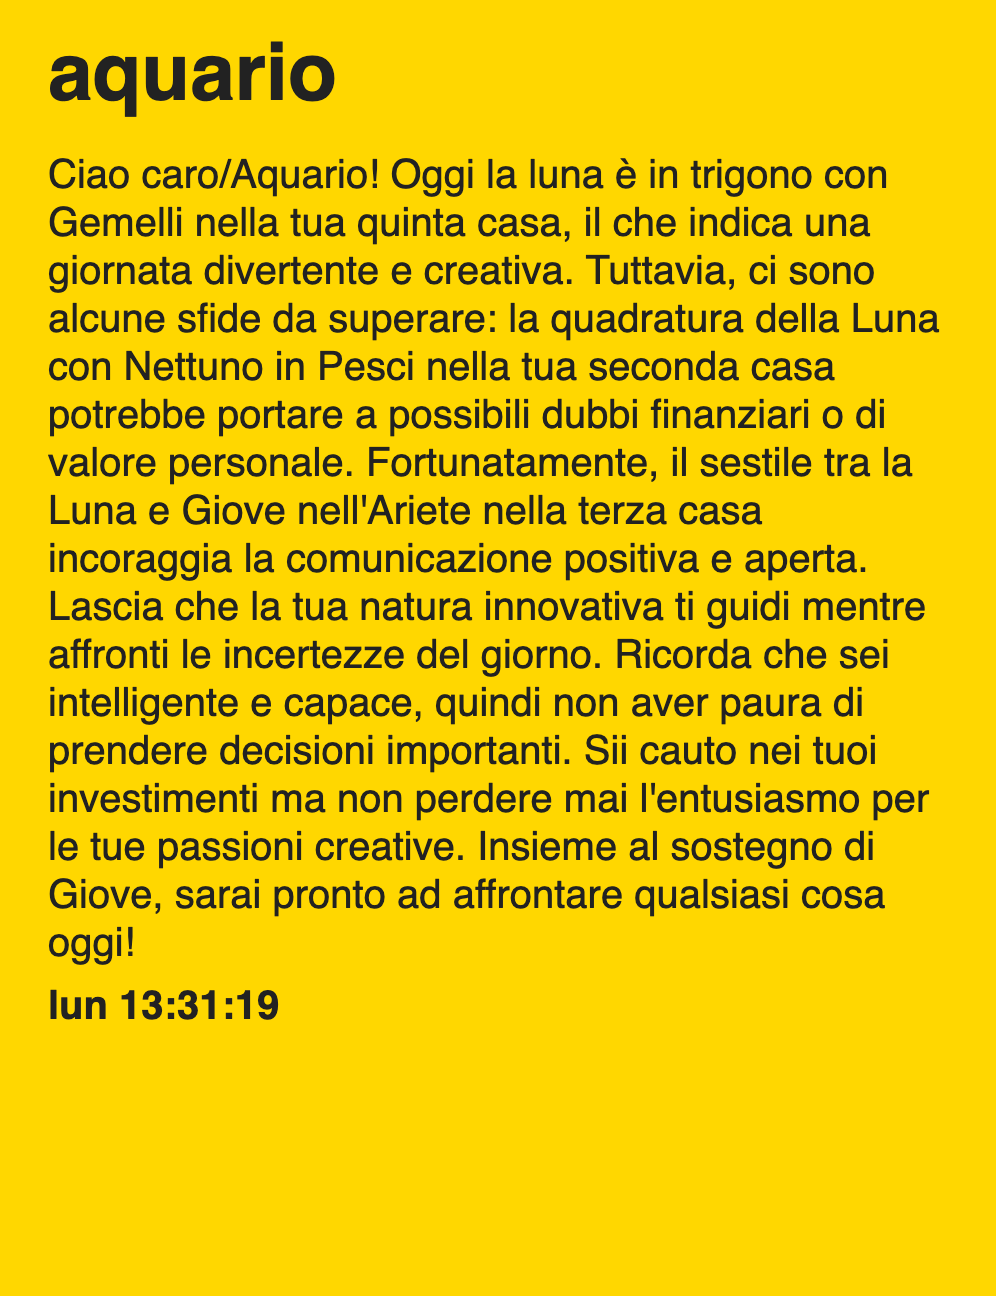 aquario
Ciao caro/Aquario! Oggi la luna è in trigono con
Gemelli nella tua quinta casa, il che indica una
giornata divertente e creativa. Tuttavia, ci sono
alcune sfide da superare: la quadratura della Luna
con Nettuno in Pesci nella tua seconda casa
potrebbe portare a possibili dubbi finanziari o di
valore personale. Fortunatamente, il sestile tra la
Luna e Giove nell'Ariete nella terza casa
incoraggia la comunicazione positiva e aperta.
Lascia che la tua natura innovativa ti guidi mentre
affronti le incertezze del giorno. Ricorda che sei
intelligente e capace, quindi non aver paura di
prendere decisioni importanti. Sii cauto nei tuoi
investimenti ma non perdere mai l'entusiasmo per
le tue passioni creative. Insieme al sostegno di
Giove, sarai pronto ad affrontare qualsiasi cosa
oggi!
lun 13:31:19